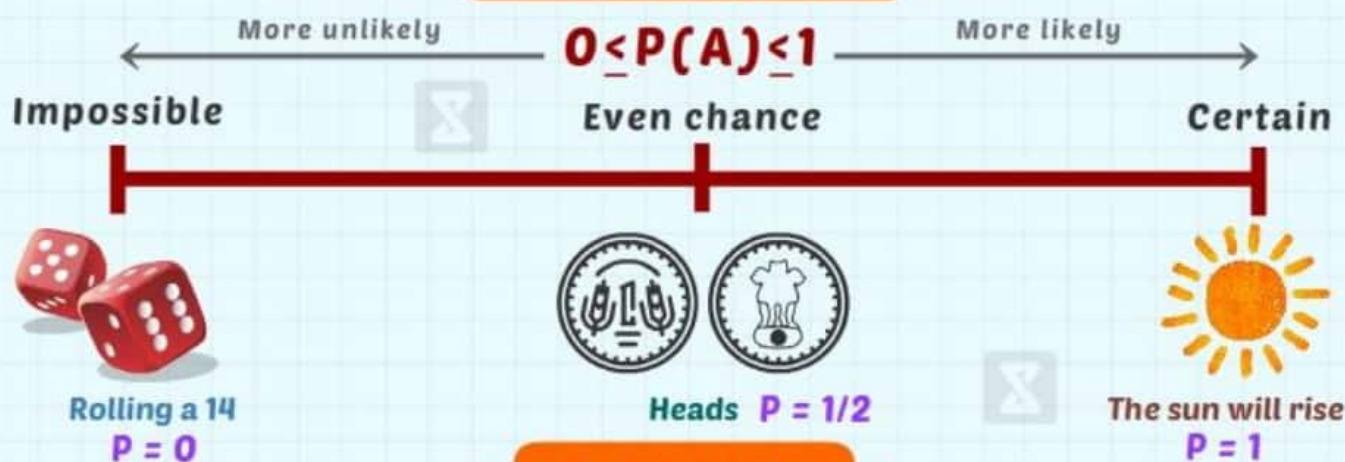 More unlikely 0≤P(A)≤1 More likely
Impossible Even chance Certain
Rolling a 14 Heads P = 1/2 The sun will rise
P = 0 P = 1